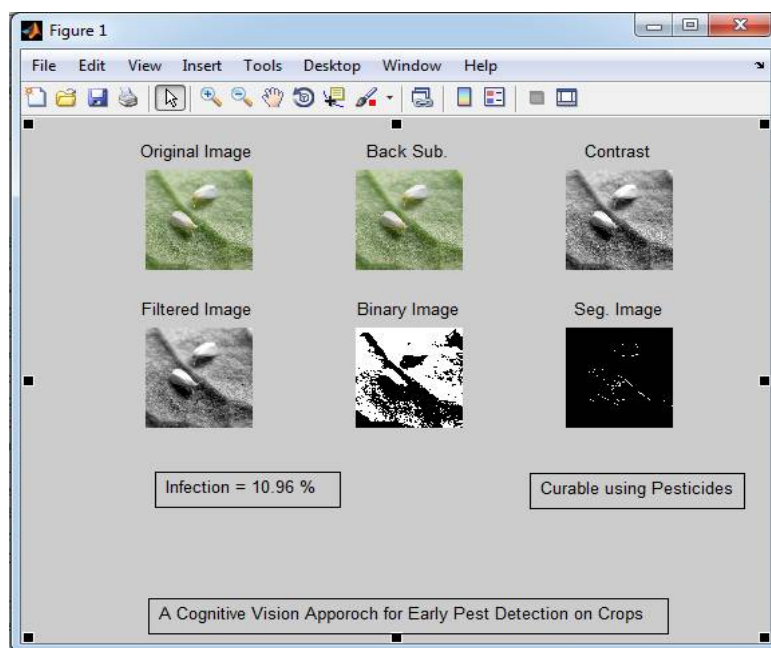 Figure 1
File Edit View Insert Tools Desktop Window Help
Original Image Back Sub. Contrast
Filtered Image Binary Image Seg. Image
Infection = 10.96 % Curable using Pesticides
A Cognitive Vision Apporoch for Early Pest Detection on Crops